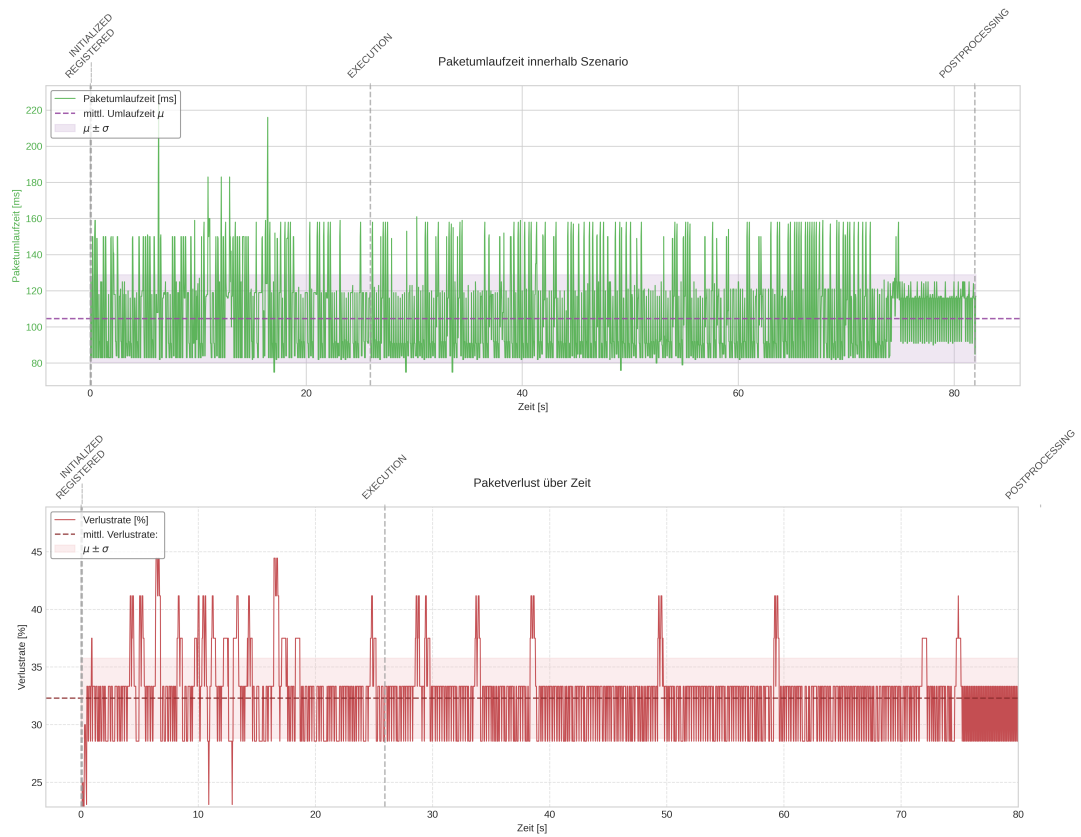 INITIALIZED
REGISTERED
EXECUTION
POSTPROCESSING
Paketumlaufzeit innerhalb Szenario
Paketumlaufzeit [ms]
mittl. Umlaufzeit μ
μ ± σ
Paketumlaufzeit [ms]
220
200
180
160
140
120
100
80
0 20 40 60 80
Zeit [s]
INITIALIZED
REGISTERED
EXECUTION
POSTPROCESSING
Paketverlust über Zeit
Verlustrate [%]
mittl. Verlustrate:
μ ± σ
Verlustrate [%]
45
40
35
30
25
0 10 20 30 40 50 60 70 80
Zeit [s]